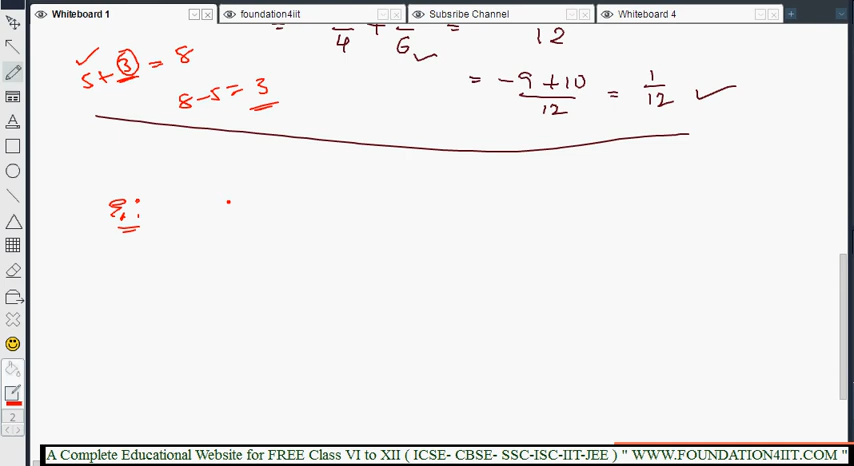 Whiteboard 1 foundation4iit Subsribe Channel Whiteboard 4
= 4 + 6 = 12
5 + 3 = 8
= -9 + 10 / 12 = 1 / 12
8 - 5 = 3
Ex:
2
A Complete Educational Website for FREE Class VI to XII ( ICSE- CBSE- SSC-ISC-IIT-JEE ) " WWW.FOUNDATION4IIT.COM "